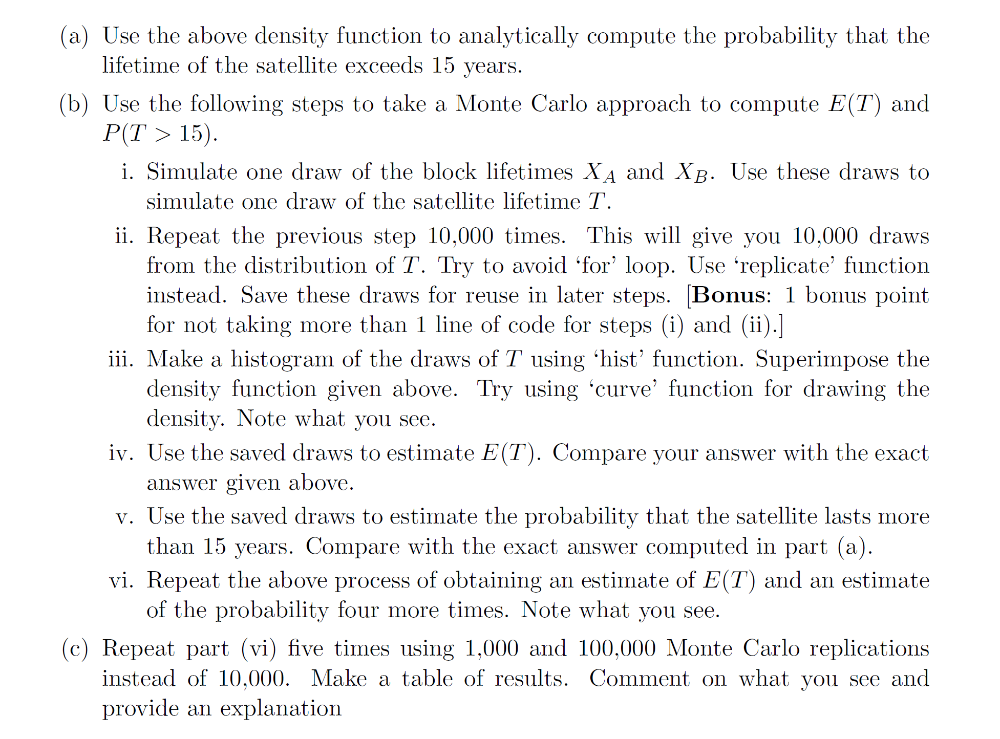 (a) Use the above density function to analytically compute the probability that the
lifetime of the satellite exceeds 15 years.
(b) Use the following steps to take a Monte Carlo approach to compute E(T) and
P(T > 15).
i. Simulate one draw of the block lifetimes X_A and X_B. Use these draws to
simulate one draw of the satellite lifetime T.
ii. Repeat the previous step 10,000 times. This will give you 10,000 draws
from the distribution of T. Try to avoid ‘for’ loop. Use ‘replicate’ function
instead. Save these draws for reuse in later steps. [Bonus: 1 bonus point
for not taking more than 1 line of code for steps (i) and (ii).]
iii. Make a histogram of the draws of T using ‘hist’ function. Superimpose the
density function given above. Try using ‘curve’ function for drawing the
density. Note what you see.
iv. Use the saved draws to estimate E(T). Compare your answer with the exact
answer given above.
v. Use the saved draws to estimate the probability that the satellite lasts more
than 15 years. Compare with the exact answer computed in part (a).
vi. Repeat the above process of obtaining an estimate of E(T) and an estimate
of the probability four more times. Note what you see.
(c) Repeat part (vi) five times using 1,000 and 100,000 Monte Carlo replications
instead of 10,000. Make a table of results. Comment on what you see and
provide an explanation